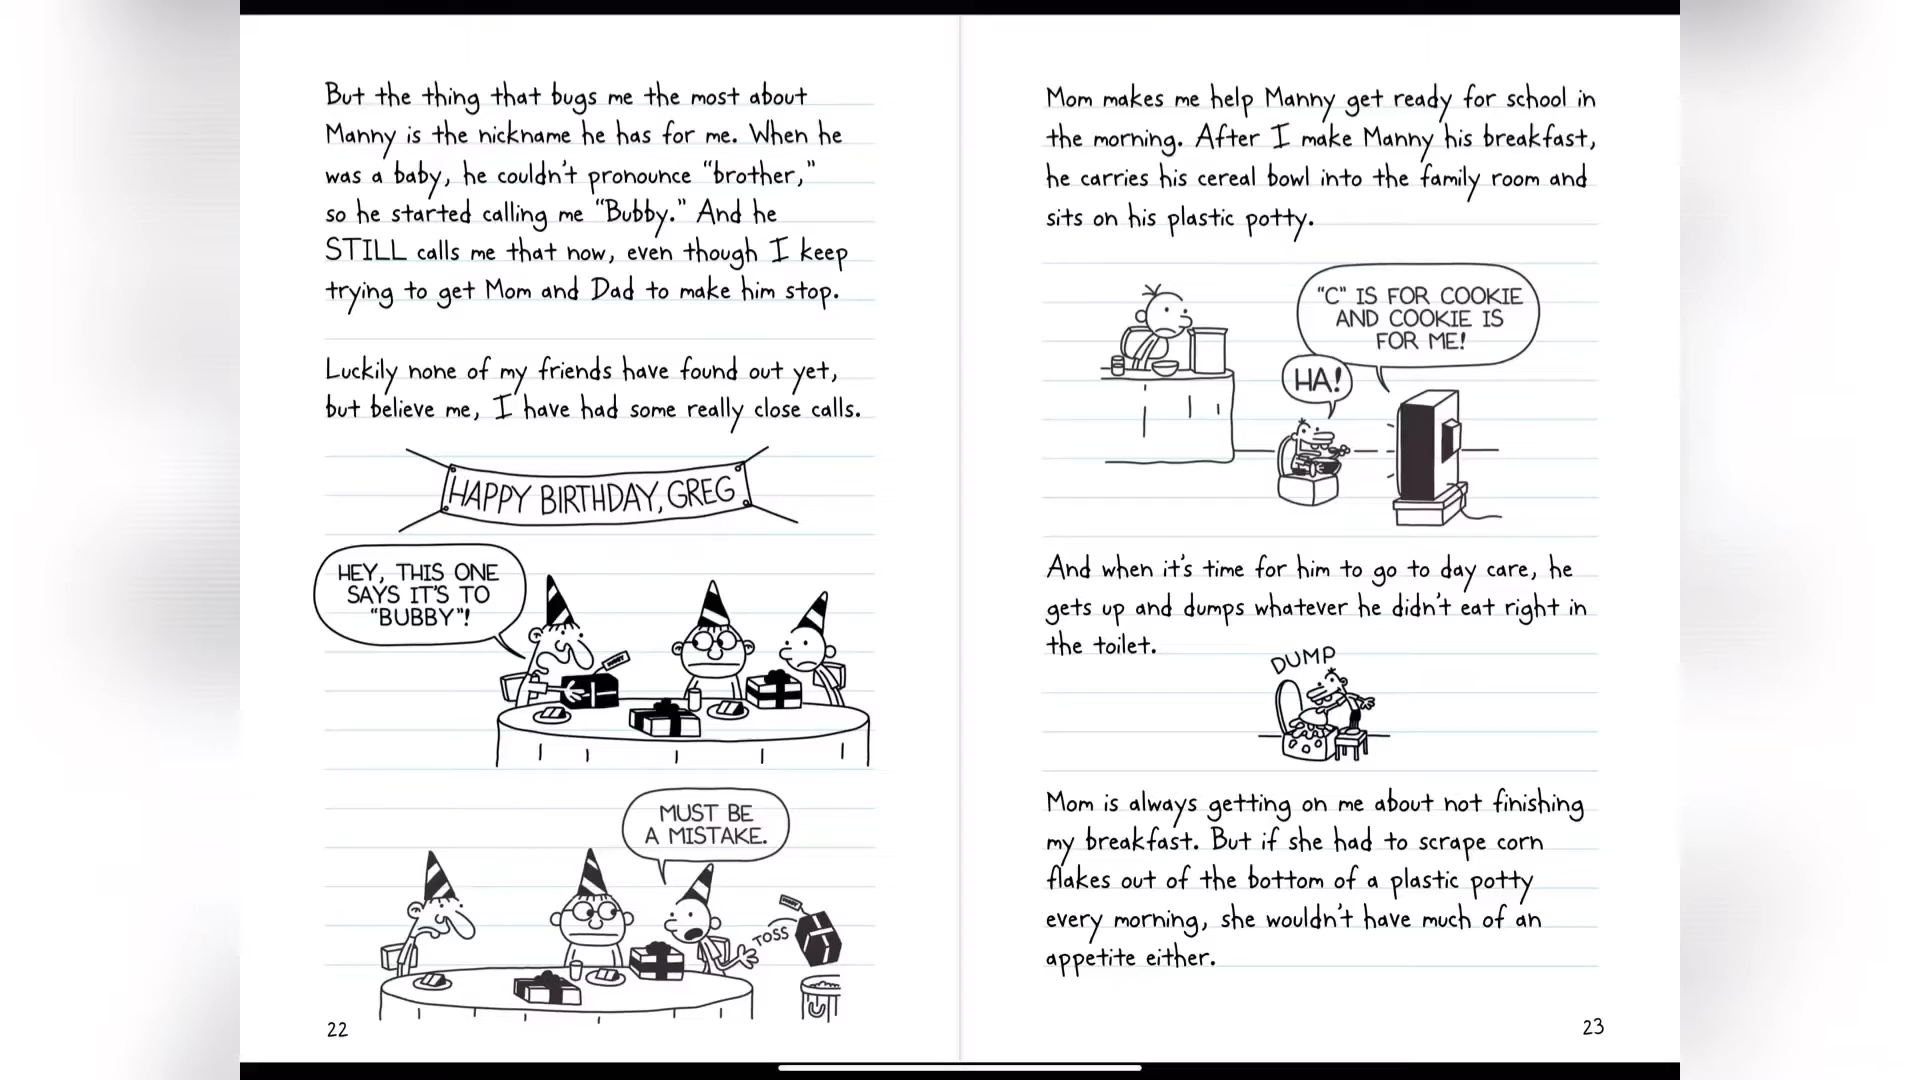 But the thing that bugs me the most about
Manny is the nickname he has for me. When he
was a baby, he couldn't pronounce "brother,"
so he started calling me "Bubby." And he
STILL calls me that now, even though I keep
trying to get Mom and Dad to make him stop.
Luckily none of my friends have found out yet,
but believe me, I have had some really close calls.
HAPPY BIRTHDAY, GREG
HEY, THIS ONE
SAYS IT'S TO
"BUBBY"!
BUBBY
MUST BE
A MISTAKE.
TOSS
22
Mom makes me help Manny get ready for school in
the morning. After I make Manny his breakfast,
he carries his cereal bowl into the family room and
sits on his plastic potty.
"C" IS FOR COOKIE
AND COOKIE IS
FOR ME!
HA!
And when it's time for him to go to day care, he
gets up and dumps whatever he didn't eat right in
the toilet.
DUMP
Mom is always getting on me about not finishing
my breakfast. But if she had to scrape corn
flakes out of the bottom of a plastic potty
every morning, she wouldn't have much of an
appetite either.
23